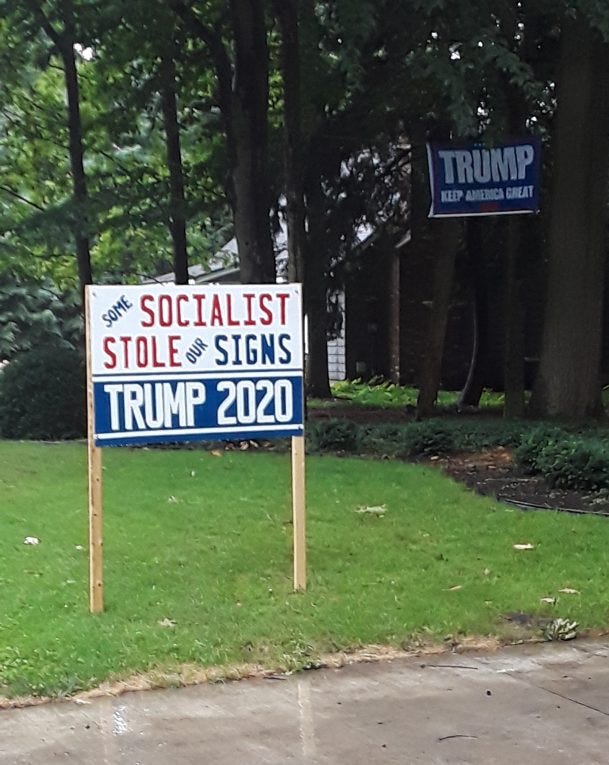 SOME SOCIALIST
STOLE OUR SIGNS
TRUMP 2020
TRUMP
KEEP AMERICA GREAT